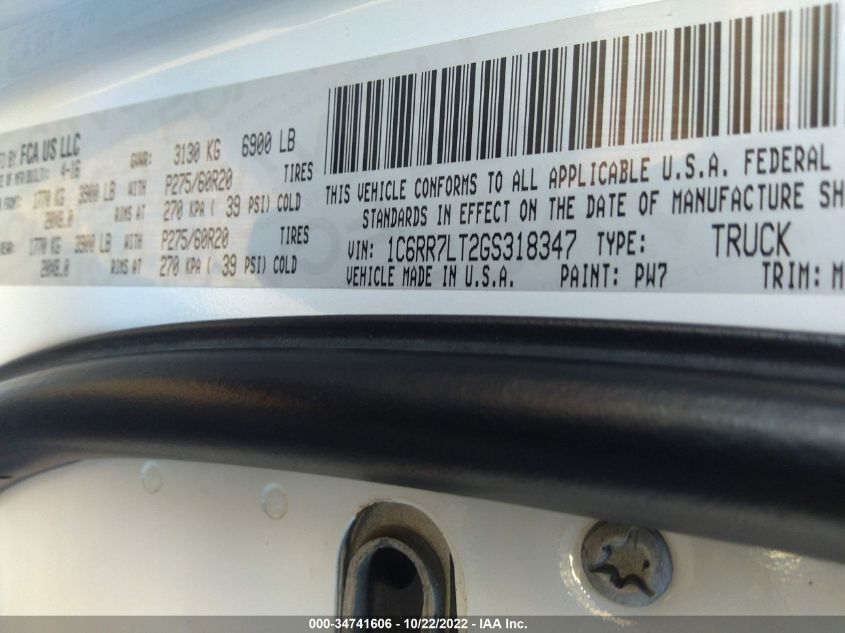 FCA US LLC
4-16
GVWR: 3130 KG 6900 LB
1770 KG 3900 LB WITH P275/60R20 TIRES
RIMS AT 270 KPA ( 39 PSI) COLD
1770 KG 3900 LB WITH P275/60R20 TIRES
RIMS AT 270 KPA ( 39 PSI) COLD
THIS VEHICLE CONFORMS TO ALL APPLICABLE U.S.A. FEDERAL
STANDARDS IN EFFECT ON THE DATE OF MANUFACTURE SH
VIN: 1C6RR7LT2GS318347 TYPE: TRUCK
VEHICLE MADE IN U.S.A. PAINT: PW7 TRIM: M
000-34741606 - 10/22/2022 - IAA Inc.